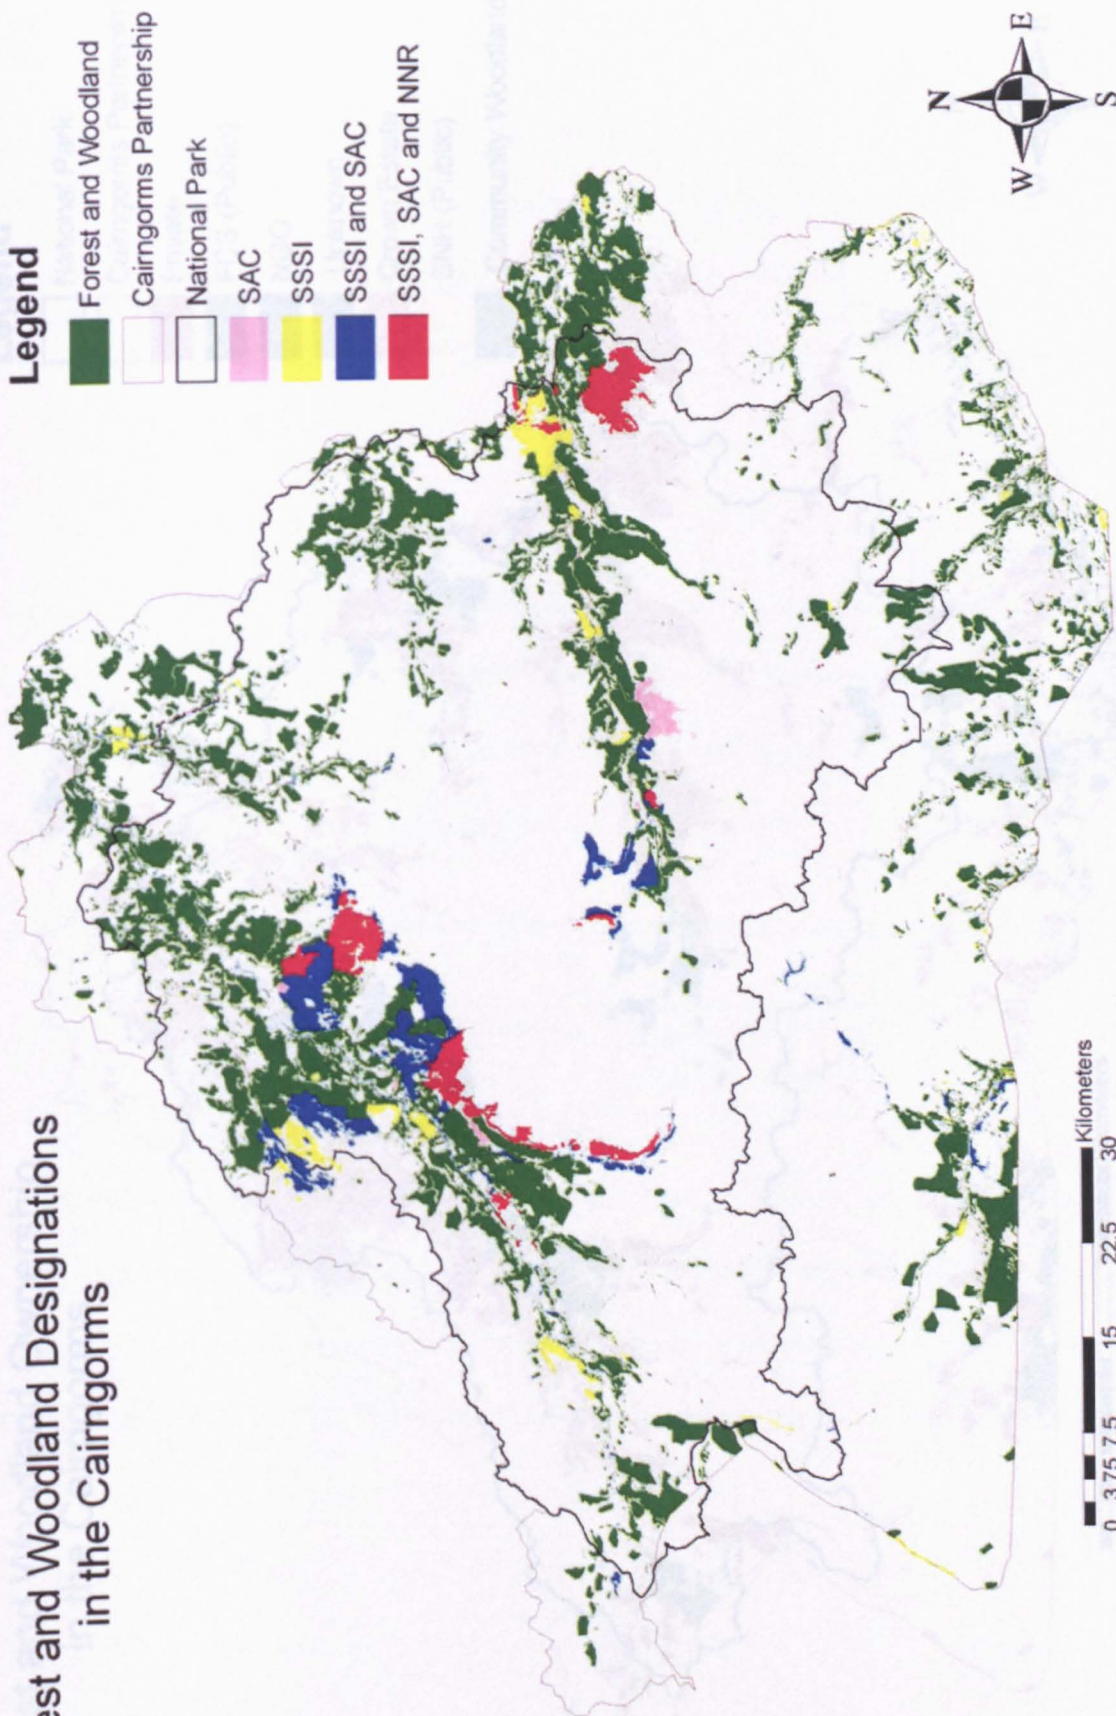 est and Woodland Designations
in the Cairngorms
Legend
Forest and Woodland
Cairngorms Partnership
National Park
SAC
SSSI
SSSI and SAC
SSSI, SAC and NNR
N
W
E
S
Kilometers
0 3.75 7.5 15 22.5 30